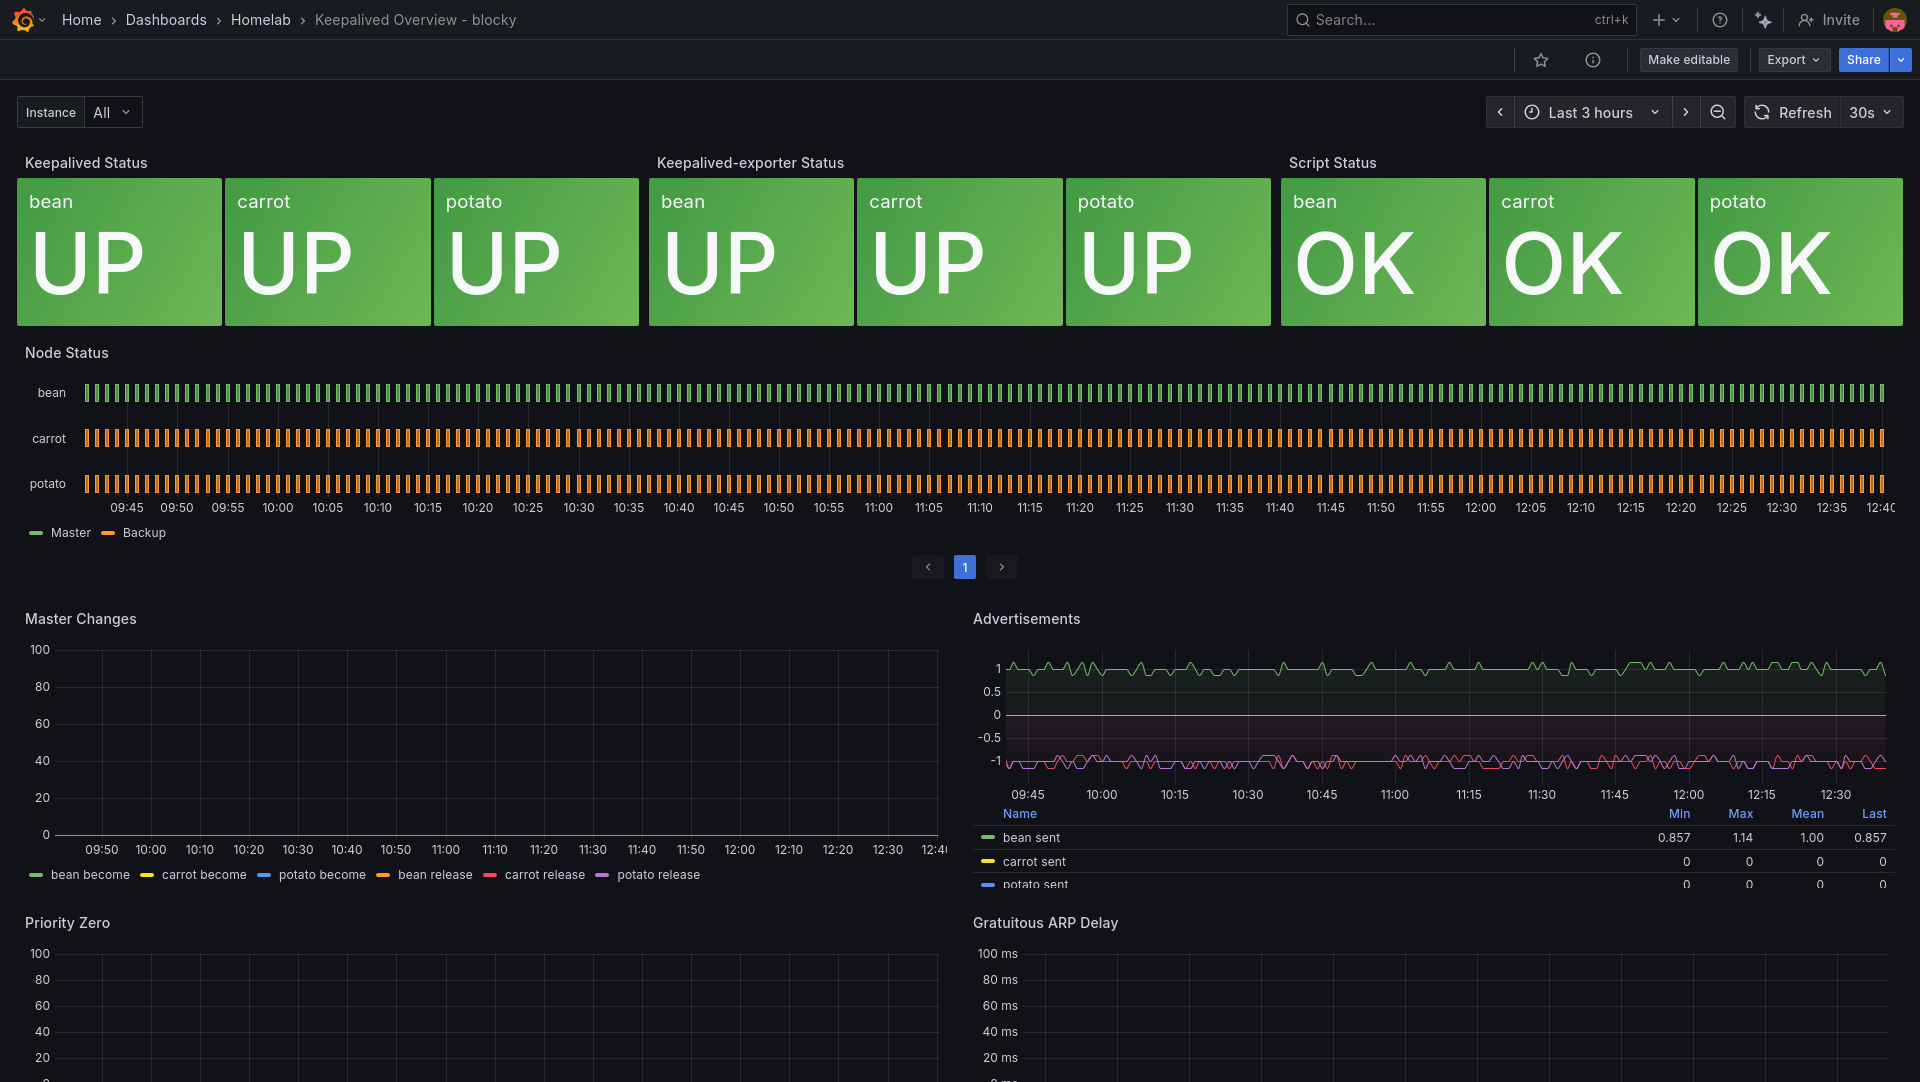 Home › Dashboards › Homelab › Keepalived Overview - blocky
Search... ctrl+k
Invite
Make editable Export Share
Instance All
Last 3 hours Refresh 30s
Keepalived Status
bean carrot potato
UP UP UP
Keepalived-exporter Status
bean carrot potato
UP UP UP
Script Status
bean carrot potato
OK OK OK
Node Status
bean
carrot
potato
09:45 09:50 09:55 10:00 10:05 10:10 10:15 10:20 10:25 10:30 10:35 10:40 10:45 10:50 10:55 11:00 11:05 11:10 11:15 11:20 11:25 11:30 11:35 11:40 11:45 11:50 11:55 12:00 12:05 12:10 12:15 12:20 12:25 12:30 12:35 12:40
Master Backup
1
Master Changes
100
80
60
40
20
0
09:50 10:00 10:10 10:20 10:30 10:40 10:50 11:00 11:10 11:20 11:30 11:40 11:50 12:00 12:10 12:20 12:30 12:40
bean become carrot become potato become bean release carrot release potato release
Advertisements
1
0.5
0
-0.5
-1
09:45 10:00 10:15 10:30 10:45 11:00 11:15 11:30 11:45 12:00 12:15 12:30
Name Min Max Mean Last
bean sent 0.857 1.14 1.00 0.857
carrot sent 0 0 0 0
potato sent 0 0 0 0
Priority Zero
100
80
60
40
20
0
Gratuitous ARP Delay
100 ms
80 ms
60 ms
40 ms
20 ms
0 ms